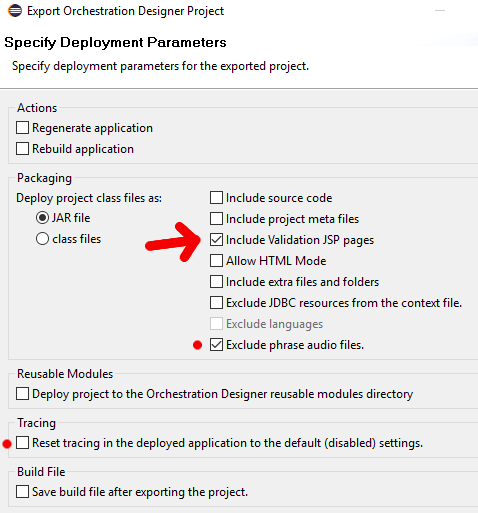 Export Orchestration Designer Project
Specify Deployment Parameters
Specify deployment parameters for the exported project.
Actions
Regenerate application
Rebuild application
Packaging
Deploy project class files as:
JAR file
class files
Include source code
Include project meta files
Include Validation JSP pages
Allow HTML Mode
Include extra files and folders
Exclude JDBC resources from the context file.
Exclude languages
Exclude phrase audio files.
Reusable Modules
Deploy project to the Orchestration Designer reusable modules directory
Tracing
Reset tracing in the deployed application to the default (disabled) settings.
Build File
Save build file after exporting the project.